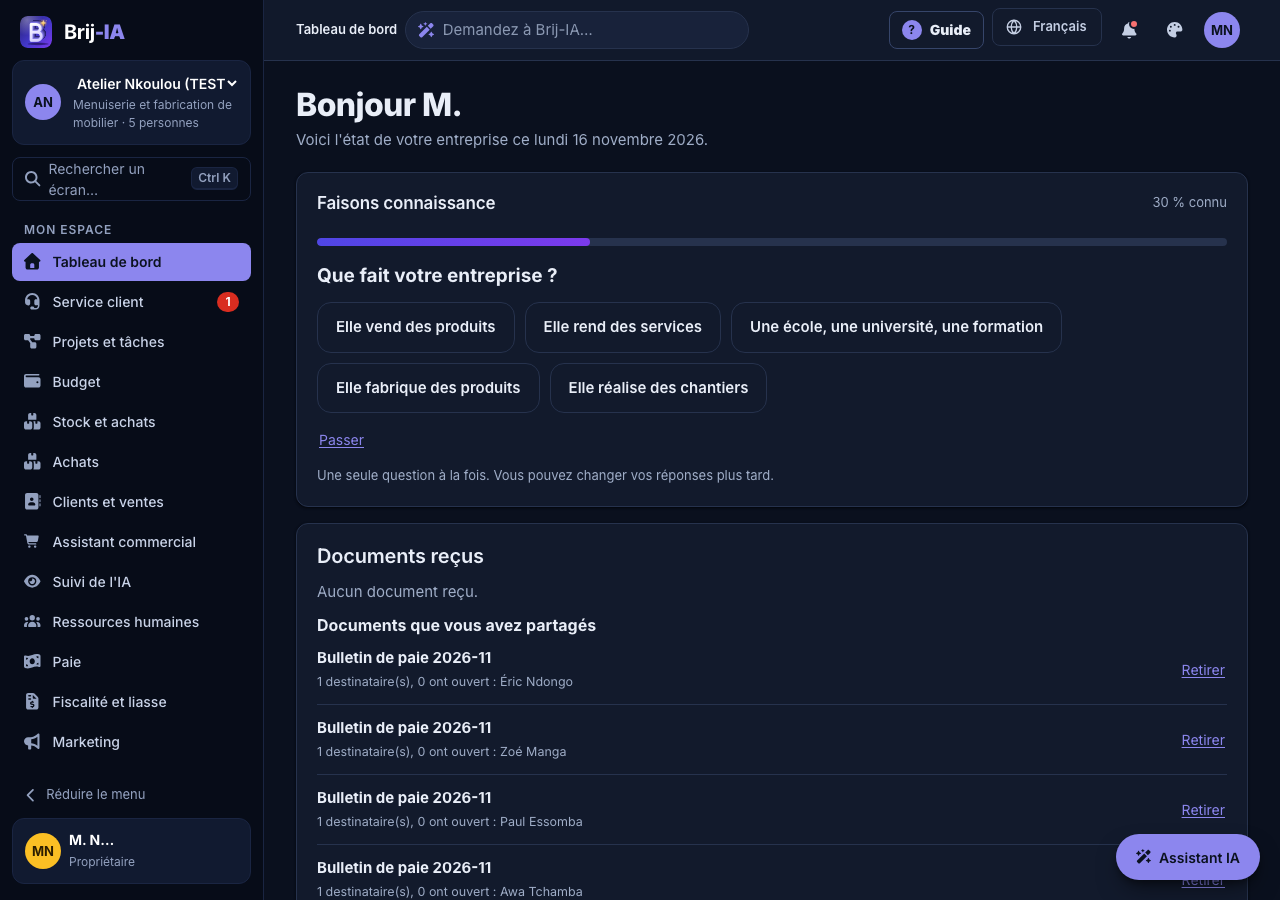 Brij-IA
AN
Atelier Nkoulou (TEST
Menuiserie et fabrication de
mobilier · 5 personnes
Rechercher un
écran...
Ctrl K
MON ESPACE
Tableau de bord
Service client
1
Projets et tâches
Budget
Stock et achats
Achats
Clients et ventes
Assistant commercial
Suivi de l'IA
Ressources humaines
Paie
Fiscalité et liasse
Marketing
Réduire le menu
MN
M. N...
Propriétaire
Tableau de bord
Demandez à Brij-IA...
? Guide
Français
MN
Bonjour M.
Voici l'état de votre entreprise ce lundi 16 novembre 2026.
Faisons connaissance
30 % connu
Que fait votre entreprise ?
Elle vend des produits
Elle rend des services
Une école, une université, une formation
Elle fabrique des produits
Elle réalise des chantiers
Passer
Une seule question à la fois. Vous pouvez changer vos réponses plus tard.
Documents reçus
Aucun document reçu.
Documents que vous avez partagés
Bulletin de paie 2026-11
1 destinataire(s), 0 ont ouvert : Éric Ndongo
Retirer
Bulletin de paie 2026-11
1 destinataire(s), 0 ont ouvert : Zoé Manga
Retirer
Bulletin de paie 2026-11
1 destinataire(s), 0 ont ouvert : Paul Essomba
Retirer
Bulletin de paie 2026-11
1 destinataire(s), 0 ont ouvert : Awa Tchamba
Retirer
Assistant IA